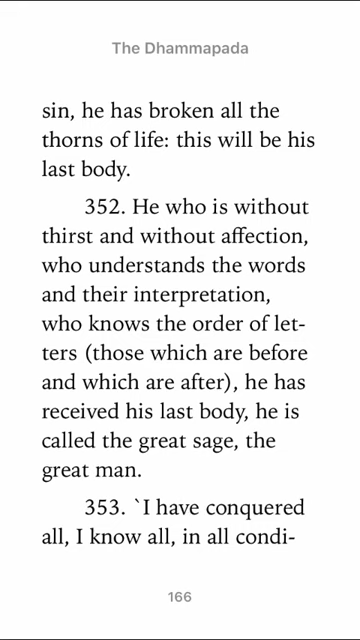 The Dhammapada
sin, he has broken all the
thorns of life: this will be his
last body.
352. He who is without
thirst and without affection,
who understands the words
and their interpretation,
who knows the order of let-
ters (those which are before
and which are after), he has
received his last body, he is
called the great sage, the
great man.
353. `I have conquered
all, I know all, in all condi-
166